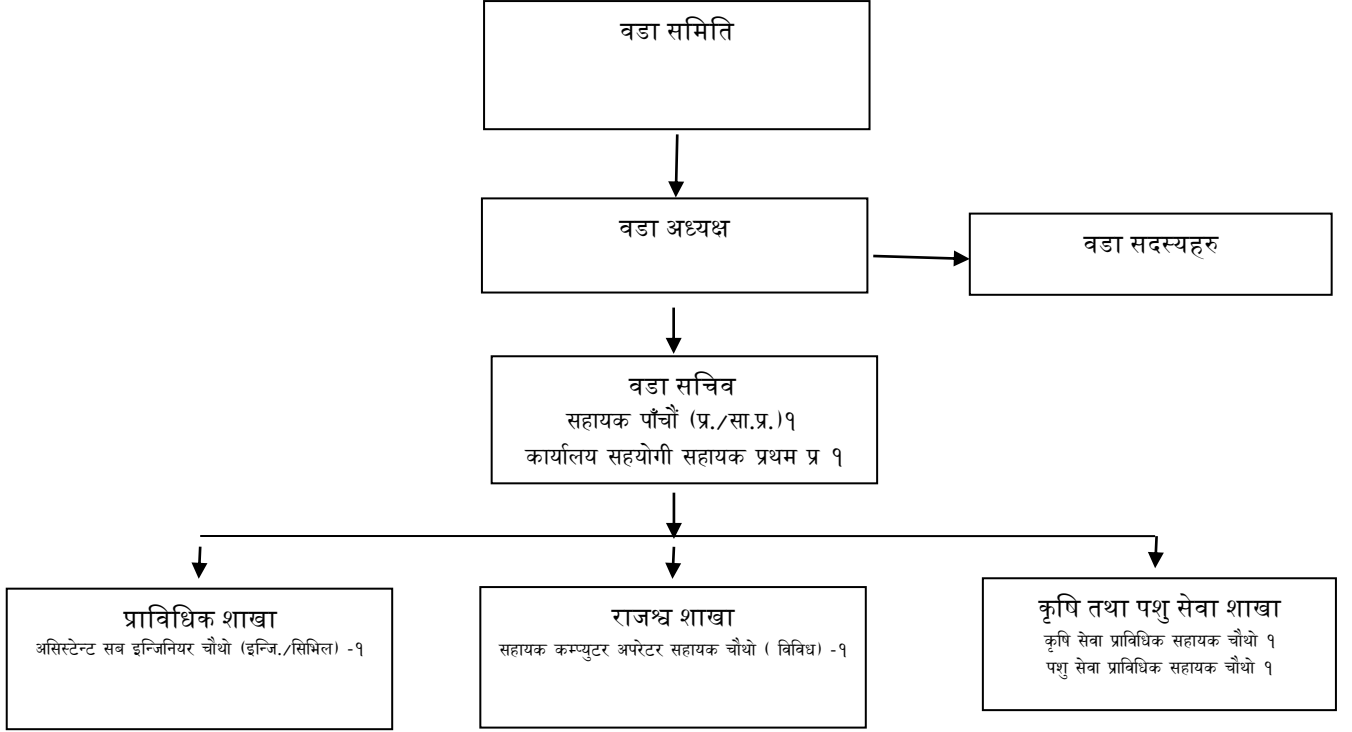 वडा समिति
वडा अध्यक्ष
वडा सदस्यहरु
वडा सचिव
सहायक पाँचौं (प्र./सा.प्र.)१
कार्यालय सहयोगी सहायक प्रथम प्र १
प्राविधिक शाखा
असिस्टेन्ट सब इन्जिनियर चौथो (इन्जि./सिभिल) -१
राजश्व शाखा
सहायक कम्प्युटर अपरेटर सहायक चौथो ( विविध) -१
कृषि तथा पशु सेवा शाखा
कृषि सेवा प्राविधिक सहायक चौथो १
पशु सेवा प्राविधिक सहायक चौथो १